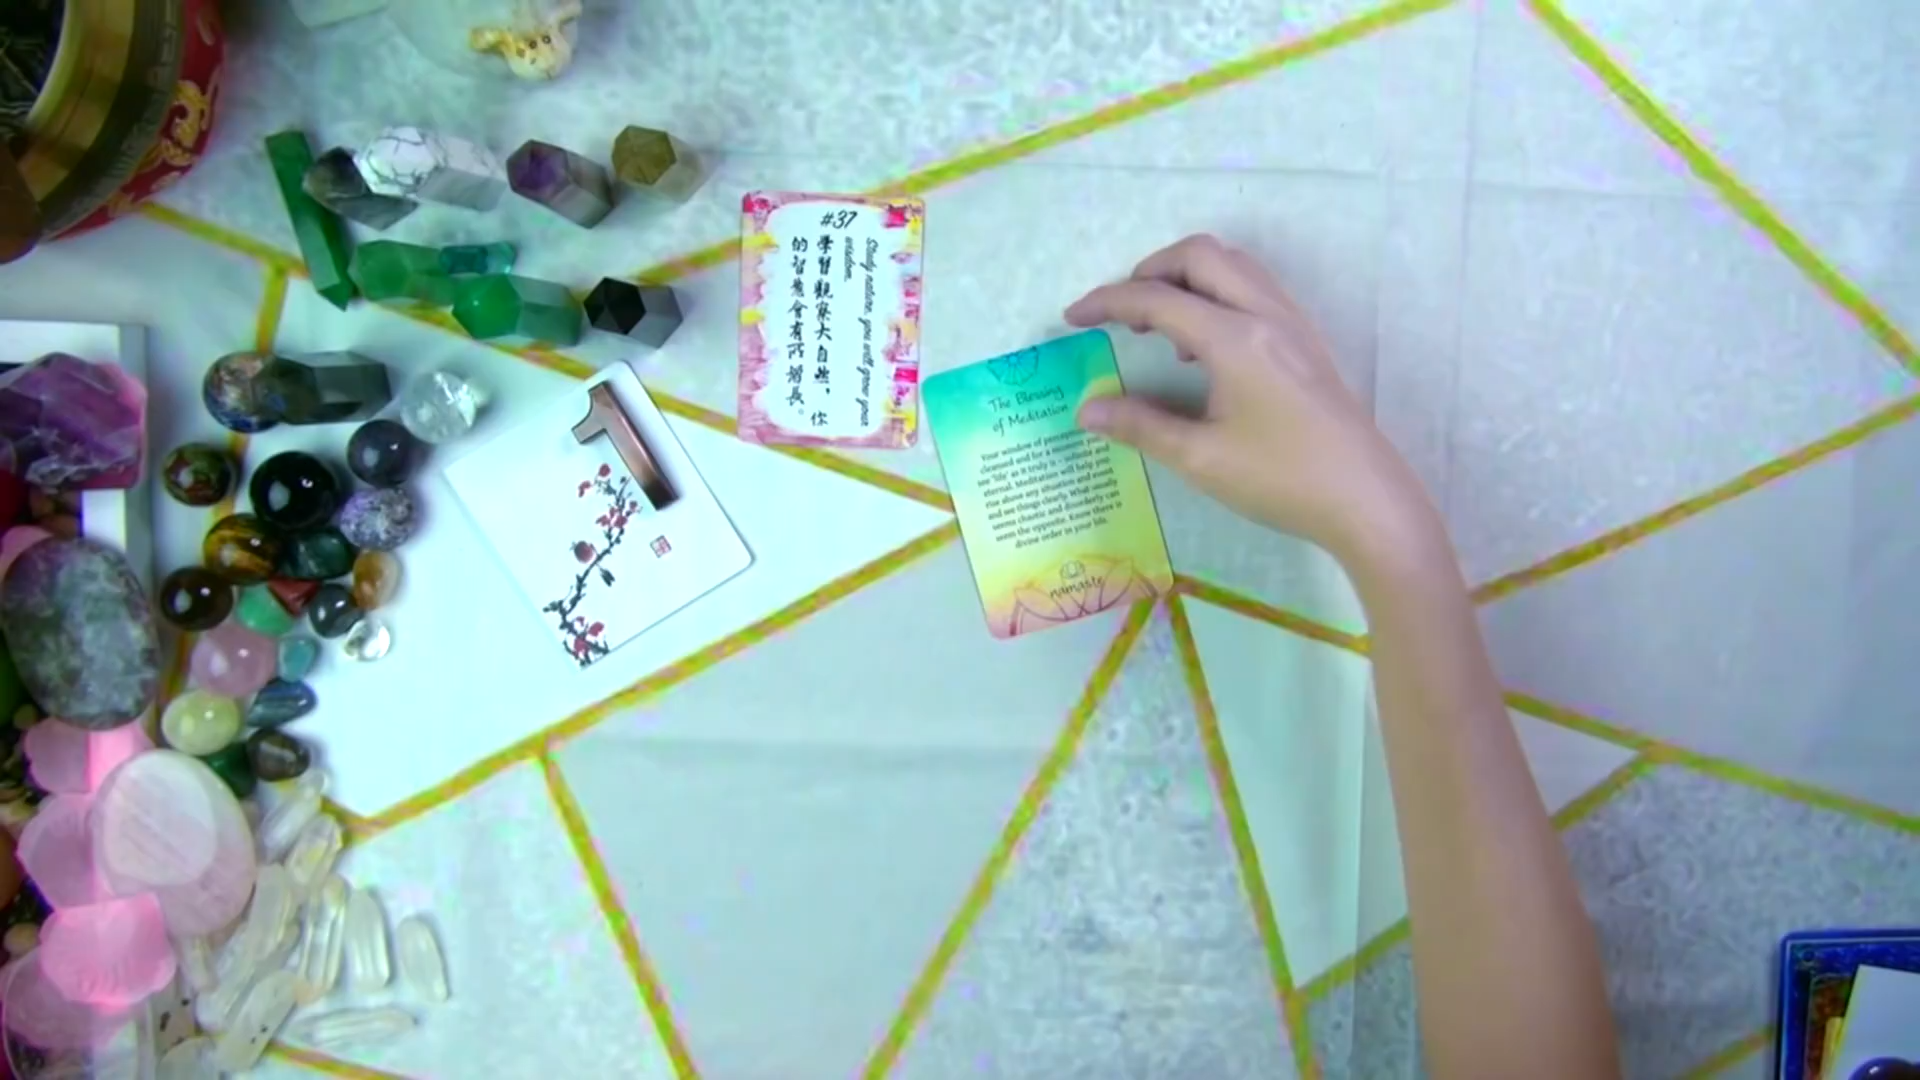 #37
Study nature, you will grow your
wisdom.
學習觀察大自然，你
的智慧會有所增長。
1
The Blessing
of Meditation
Your window of perception
cleansed and for a moment you
see 'life' as it truly is – infinite and
eternal. Meditation will help you
rise above any situation and event
and see things clearly. What usually
seems chaotic and disorderly can
seem the opposite. Know there is
divine order in your life.
namaste